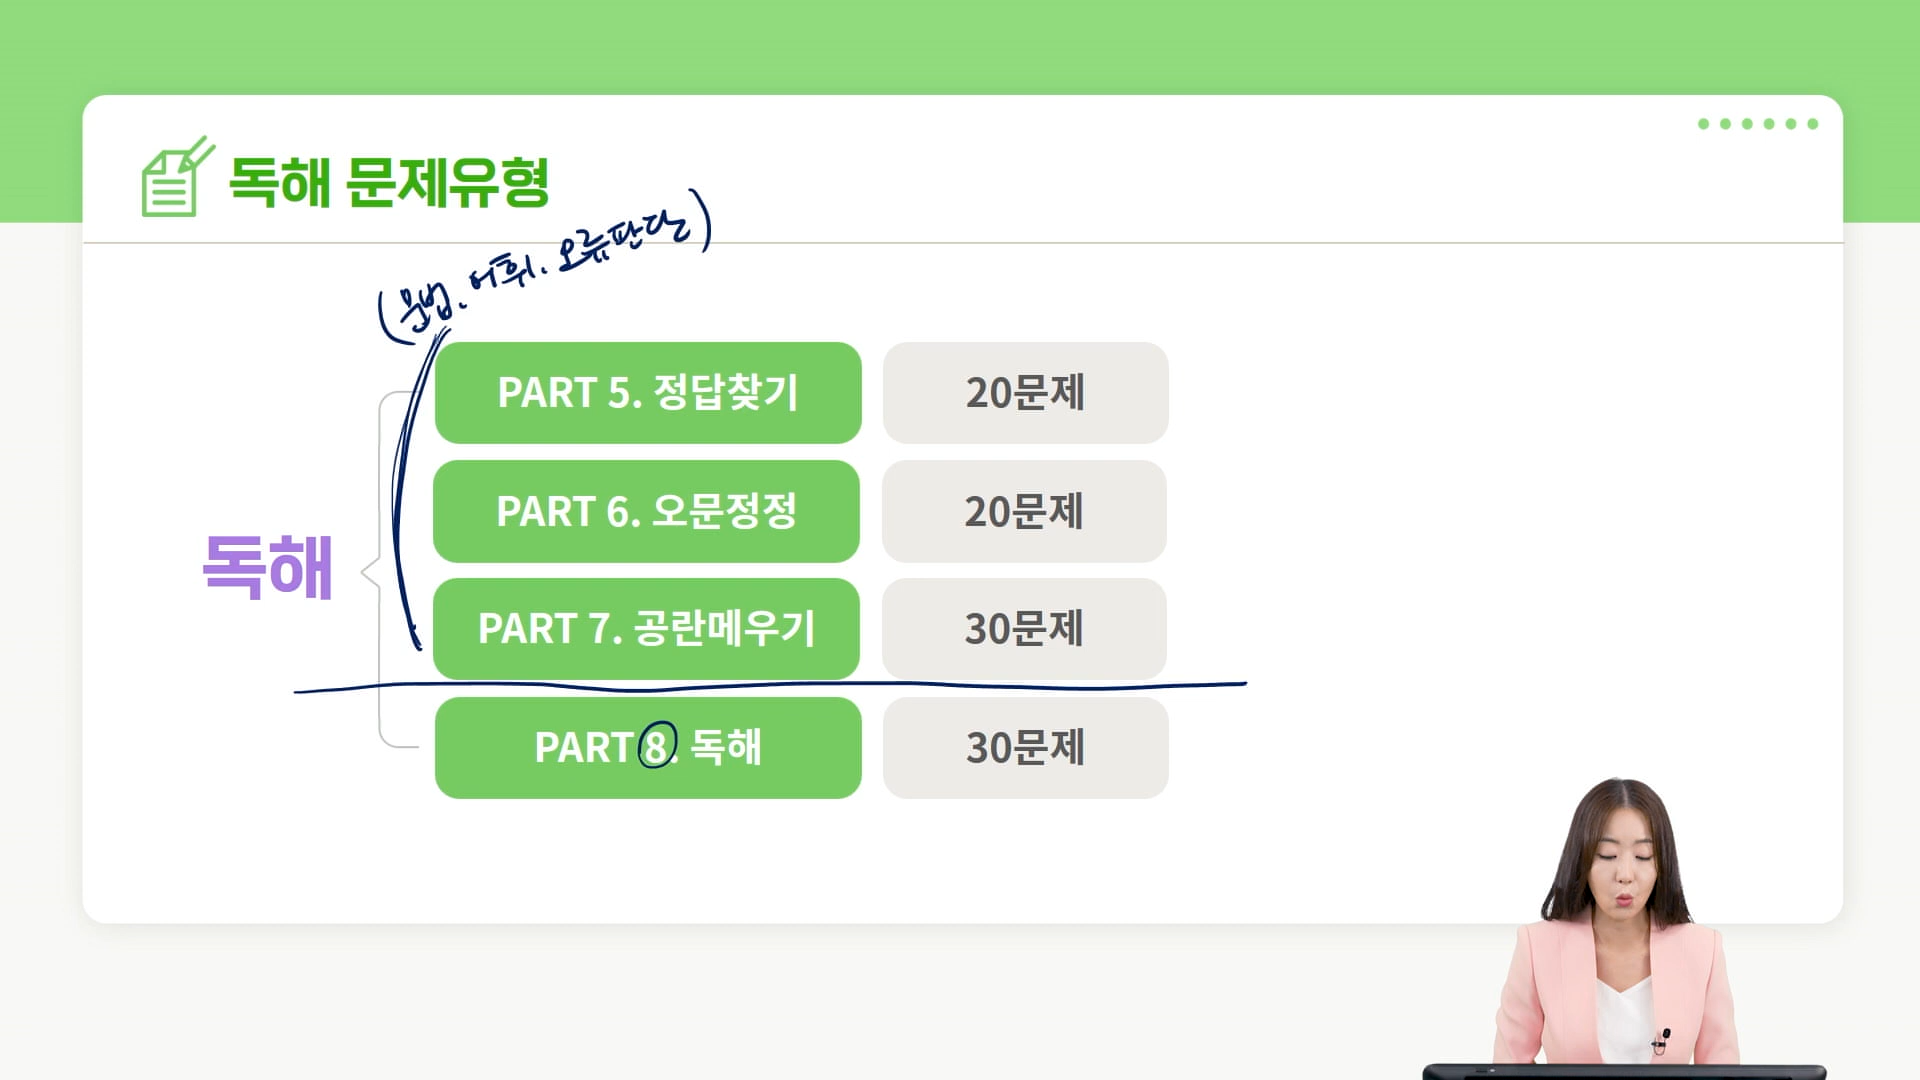 독해 문제유형
(문법. 어휘. 오류판단)
PART 5. 정답찾기 20문제
PART 6. 오문정정 20문제
독해
PART 7. 공란메우기 30문제
PART 8. 독해 30문제